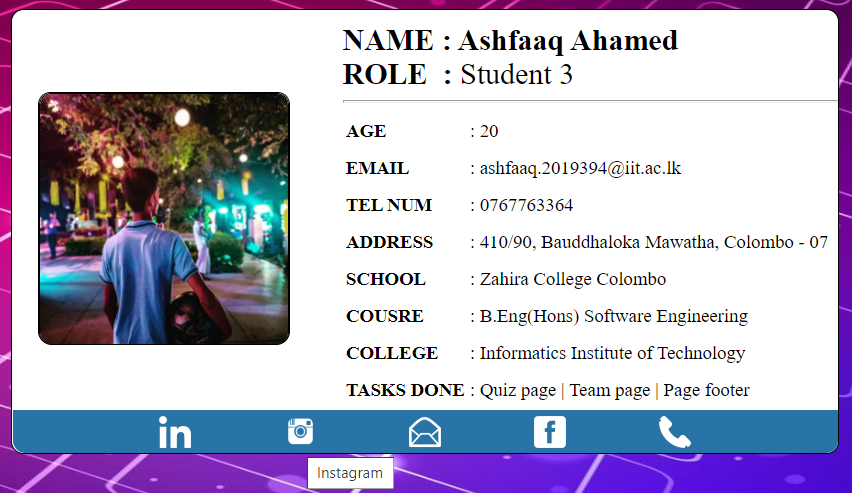 NAME : Ashfaaq Ahamed
ROLE : Student 3
AGE : 20
EMAIL : ashfaaq.2019394@iit.ac.lk
TEL NUM : 0767763364
ADDRESS : 410/90, Bauddhaloka Mawatha, Colombo - 07
SCHOOL : Zahira College Colombo
COUSRE : B.Eng(Hons) Software Engineering
COLLEGE : Informatics Institute of Technology
TASKS DONE : Quiz page | Team page | Page footer
in f
Instagram